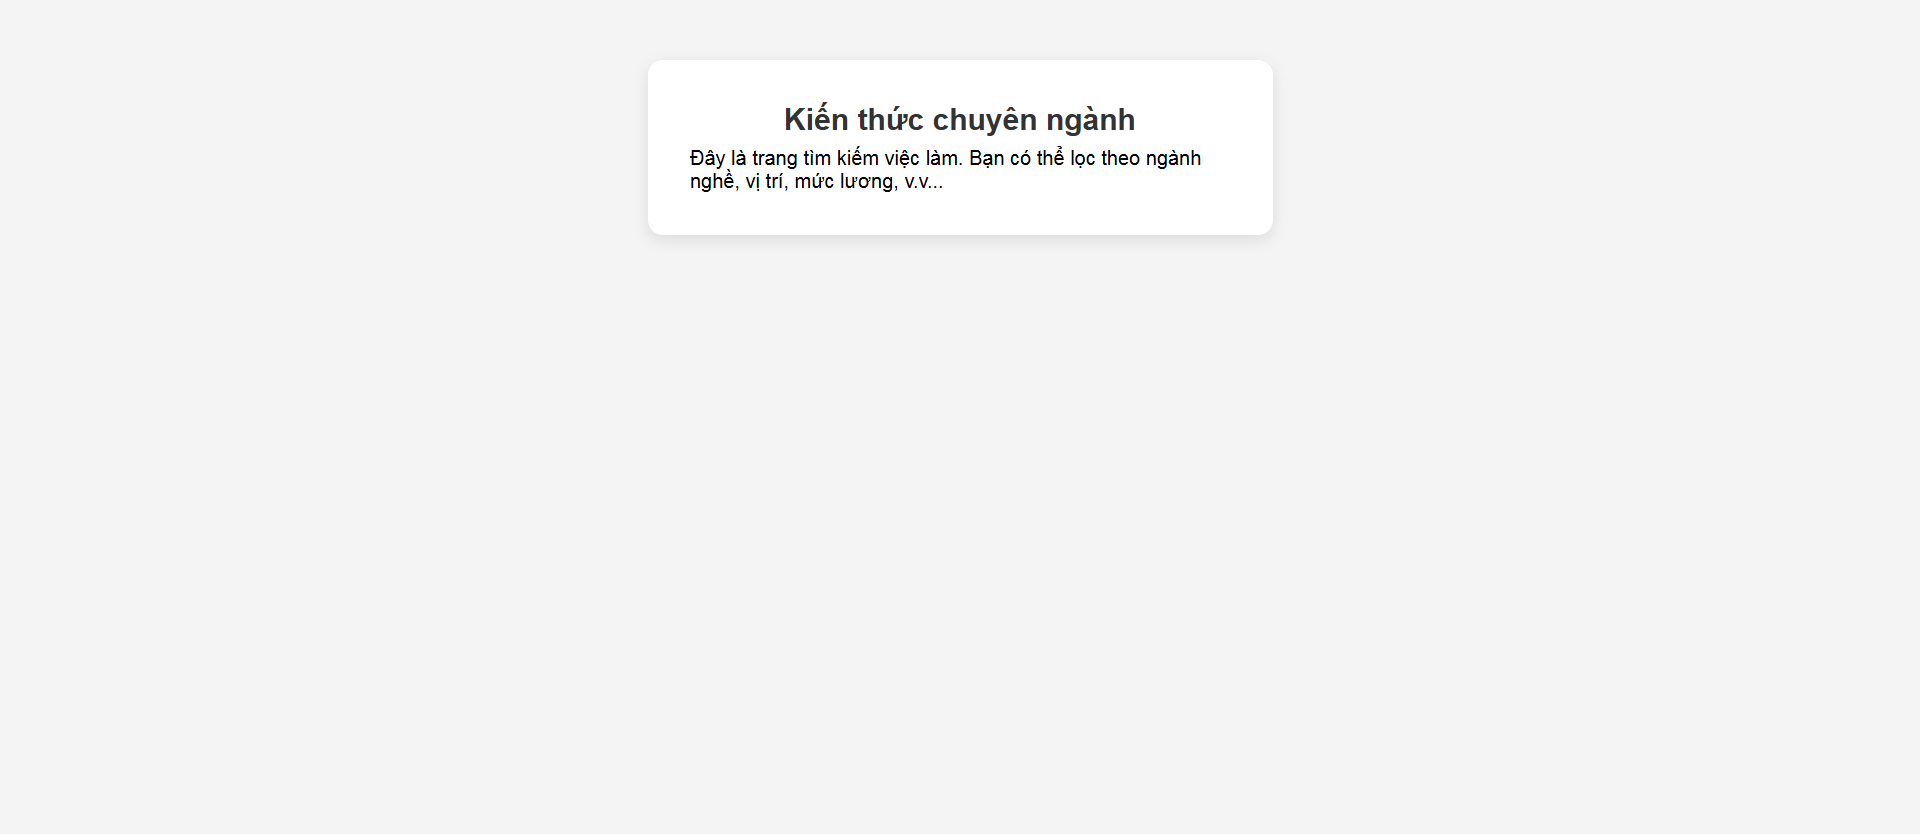 Kiến thức chuyên ngành
Đây là trang tìm kiếm việc làm. Bạn có thể lọc theo ngành
nghề, vị trí, mức lương, v.v...